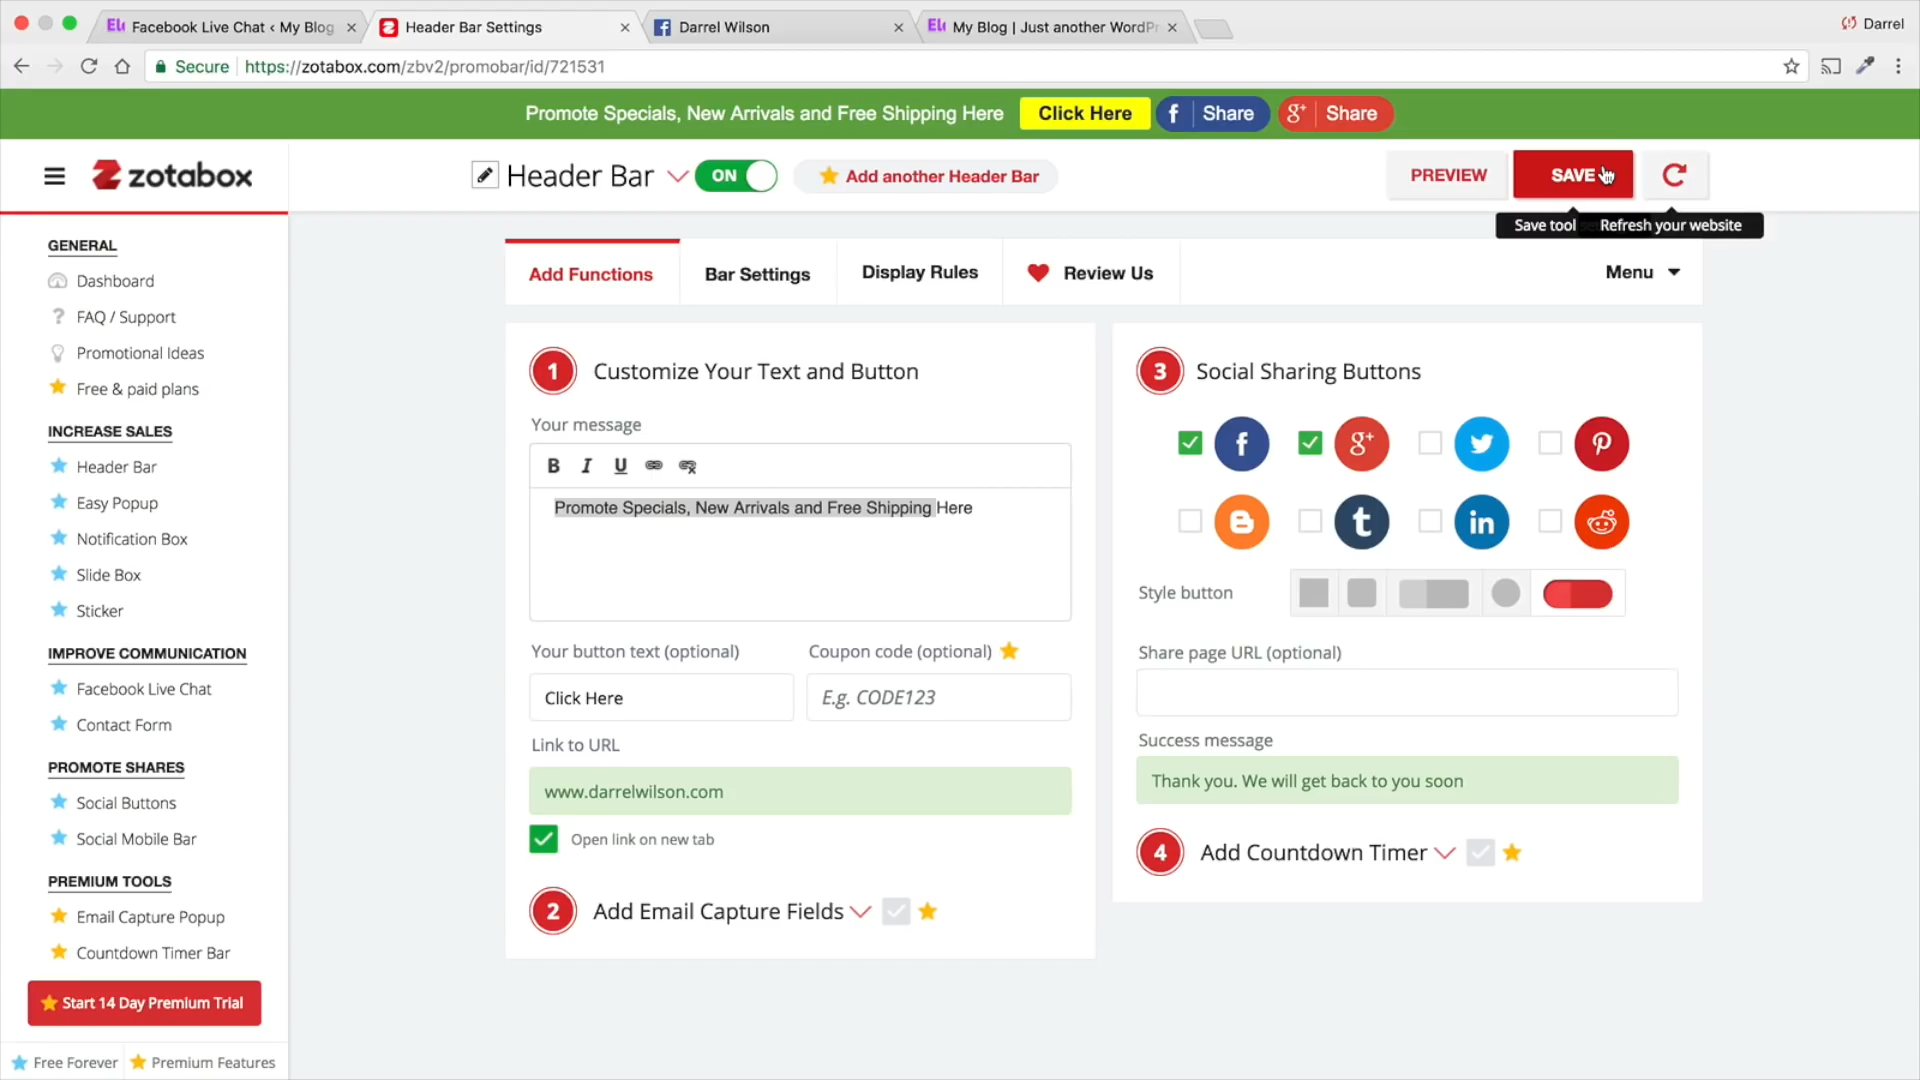 Facebook Live Chat ‹ My Blog
Header Bar Settings
Darrel Wilson
My Blog | Just another WordPr
Darrel
Secure
https://zotabox.com/zbv2/promobar/id/721531
Promote Specials, New Arrivals and Free Shipping Here
Click Here
Share
Share
zotabox
Header Bar
ON
Add another Header Bar
PREVIEW
SAVE
Save tool
Refresh your website
GENERAL
Dashboard
FAQ / Support
Promotional Ideas
Free & paid plans
INCREASE SALES
Header Bar
Easy Popup
Notification Box
Slide Box
Sticker
IMPROVE COMMUNICATION
Facebook Live Chat
Contact Form
PROMOTE SHARES
Social Buttons
Social Mobile Bar
PREMIUM TOOLS
Email Capture Popup
Countdown Timer Bar
Start 14 Day Premium Trial
Free Forever
Premium Features
Add Functions
Bar Settings
Display Rules
Review Us
Menu
1 Customize Your Text and Button
Your message
B I U
Promote Specials, New Arrivals and Free Shipping Here
Your button text (optional)
Coupon code (optional)
Click Here
E.g. CODE123
Link to URL
www.darrelwilson.com
Open link on new tab
2 Add Email Capture Fields
3 Social Sharing Buttons
Style button
Share page URL (optional)
Success message
Thank you. We will get back to you soon
4 Add Countdown Timer